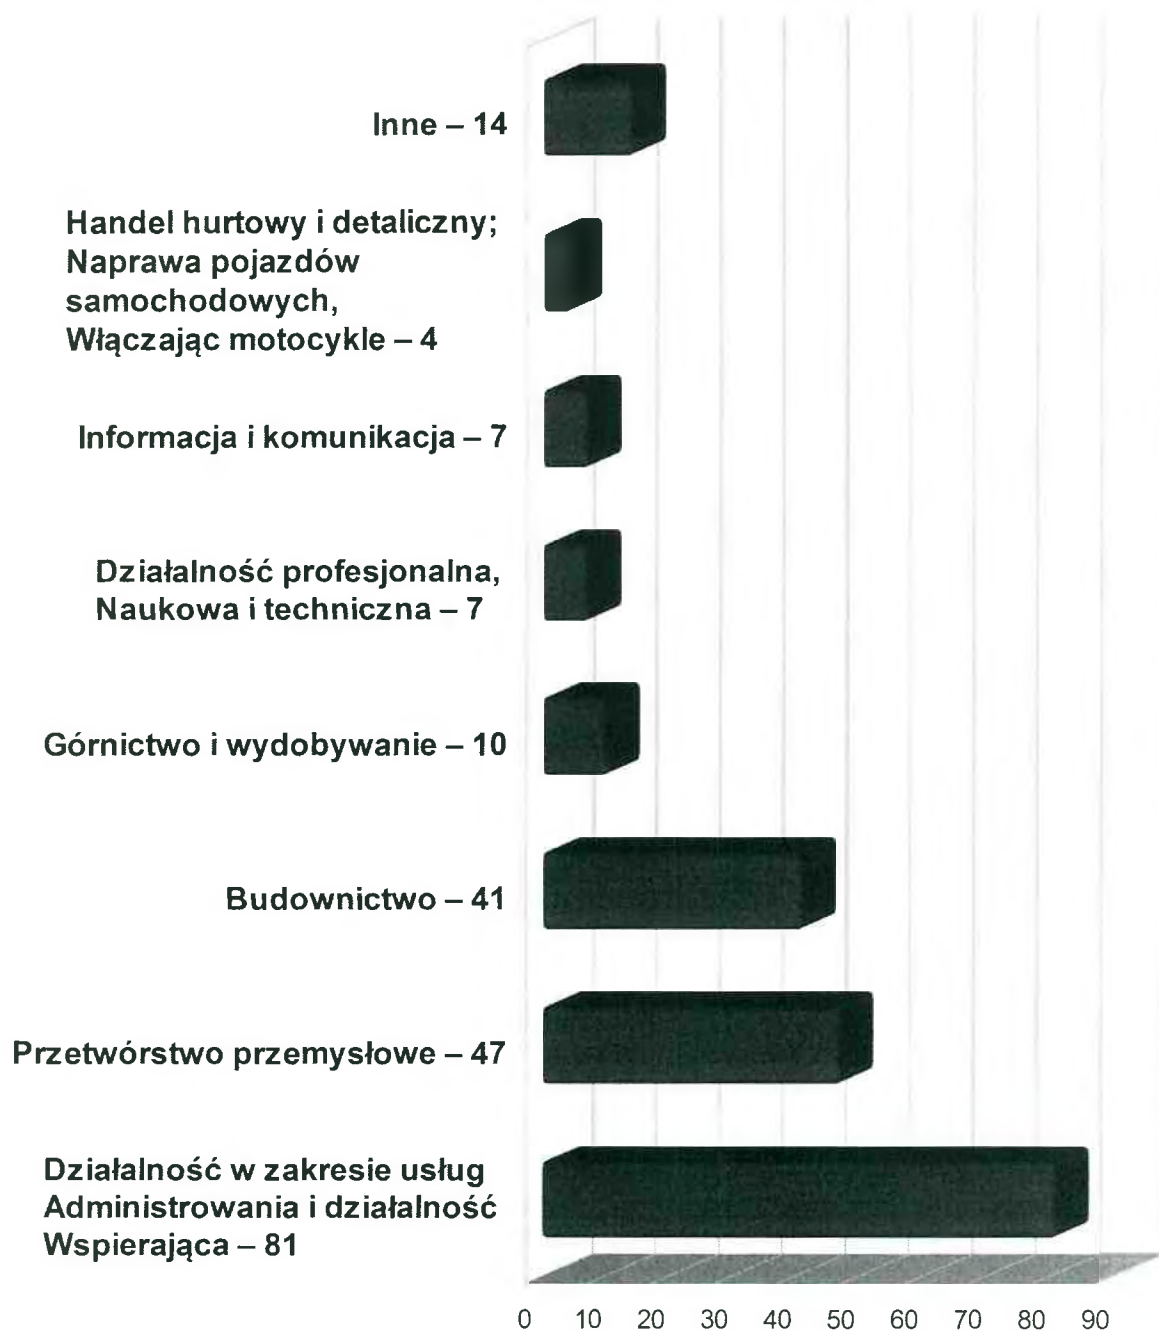 Inne – 14
Handel hurtowy i detaliczny;
Naprawa pojazdów
samochodowych,
Włączając motocykle – 4
Informacja i komunikacja – 7
Działalność profesjonalna,
Naukowa i techniczna – 7
Górnictwo i wydobywanie – 10
Budownictwo – 41
Przetwórstwo przemysłowe – 47
Działalność w zakresie usług
Administrowania i działalność
Wspierająca – 81
0 10 20 30 40 50 60 70 80 90